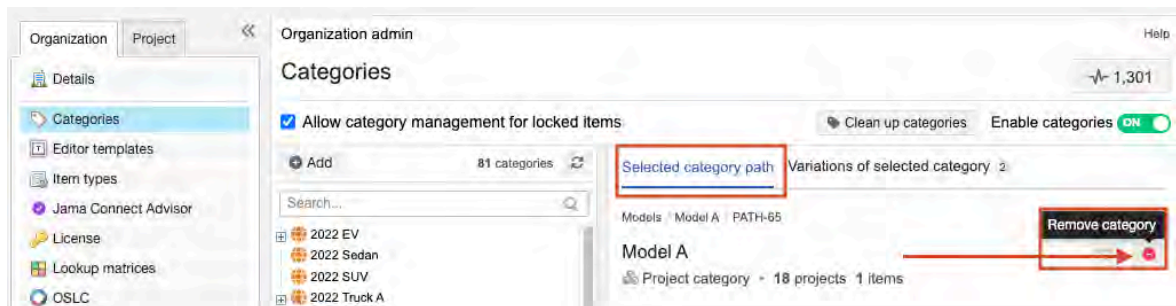 Organization
Project
Details
Categories
Editor templates
Item types
Jama Connect Advisor
License
Lookup matrices
OSLC
Organization admin
Help
Categories
1,301
Allow category management for locked items
Clean up categories
Enable categories ON
Add
81 categories
Search...
2022 EV
2022 Sedan
2022 SUV
2022 Truck A
Selected category path
Variations of selected category 2
Models Model A PATH-65
Remove category
Model A
Project category • 18 projects 1 items